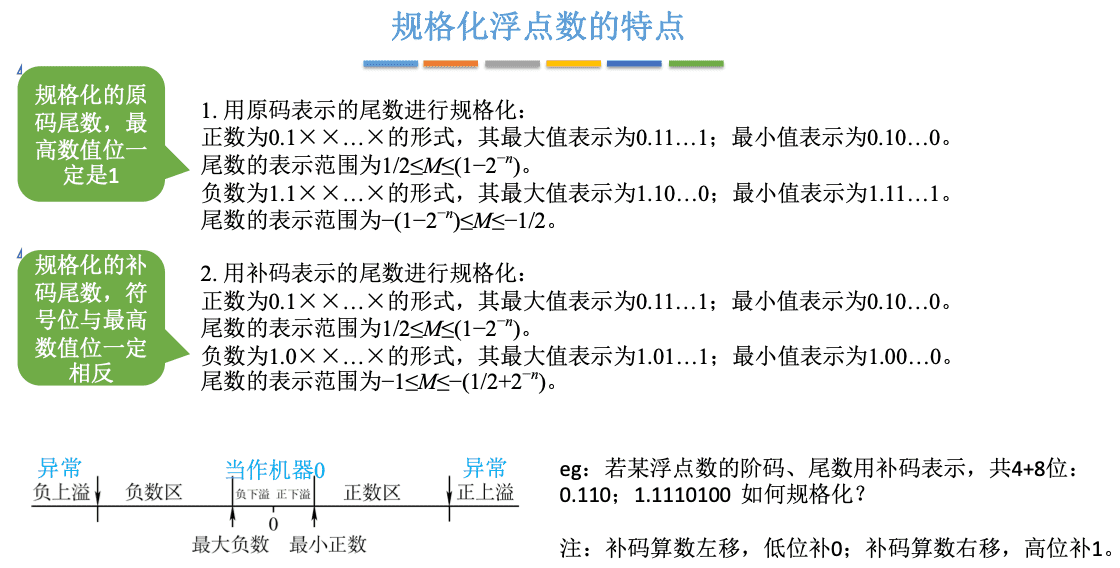 规格化浮点数的特点
规格化的原
码尾数，最
高数值位一
定是1
1. 用原码表示的尾数进行规格化：
正数为0.1××…×的形式，其最大值表示为0.11…1；最小值表示为0.10…0。
尾数的表示范围为1/2≤M≤(1−2⁻ⁿ)。
负数为1.1××…×的形式，其最大值表示为1.10…0；最小值表示为1.11…1。
尾数的表示范围为−(1−2⁻ⁿ)≤M≤−1/2。
规格化的补
码尾数，符
号位与最高
数值位一定
相反
2. 用补码表示的尾数进行规格化：
正数为0.1××…×的形式，其最大值表示为0.11…1；最小值表示为0.10…0。
尾数的表示范围为1/2≤M≤(1−2⁻ⁿ)。
负数为1.0××…×的形式，其最大值表示为1.01…1；最小值表示为1.00…0。
尾数的表示范围为−1≤M≤−(1/2+2⁻ⁿ)。
异常 当作机器0 异常
负上溢 负数区 负下溢 正下溢 正数区 正上溢
0
最大负数 最小正数
eg：若某浮点数的阶码、尾数用补码表示，共4+8位：
0.110；1.1110100 如何规格化？
注：补码算数左移，低位补0；补码算数右移，高位补1。